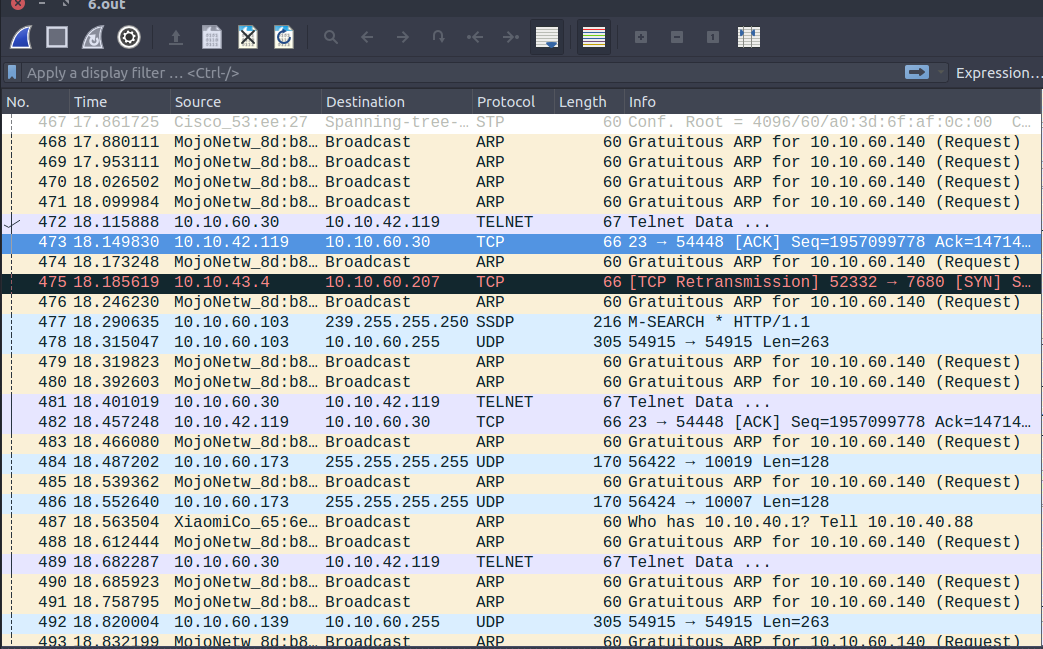 6.out
Apply a display filter … <Ctrl-/> Expression…
No. Time Source Destination Protocol Length Info
467 17.861725 Cisco_53:ee:27 Spanning-tree-… STP 60 Conf. Root = 4096/60/a0:3d:6f:af:0c:00 C…
468 17.880111 MojoNetw_8d:b8… Broadcast ARP 60 Gratuitous ARP for 10.10.60.140 (Request)
469 17.953111 MojoNetw_8d:b8… Broadcast ARP 60 Gratuitous ARP for 10.10.60.140 (Request)
470 18.026502 MojoNetw_8d:b8… Broadcast ARP 60 Gratuitous ARP for 10.10.60.140 (Request)
471 18.099984 MojoNetw_8d:b8… Broadcast ARP 60 Gratuitous ARP for 10.10.60.140 (Request)
472 18.115888 10.10.60.30 10.10.42.119 TELNET 67 Telnet Data ...
473 18.149830 10.10.42.119 10.10.60.30 TCP 66 23 → 54448 [ACK] Seq=1957099778 Ack=14714…
474 18.173248 MojoNetw_8d:b8… Broadcast ARP 60 Gratuitous ARP for 10.10.60.140 (Request)
475 18.185619 10.10.43.4 10.10.60.207 TCP 66 [TCP Retransmission] 52332 → 7680 [SYN] S…
476 18.246230 MojoNetw_8d:b8… Broadcast ARP 60 Gratuitous ARP for 10.10.60.140 (Request)
477 18.290635 10.10.60.103 239.255.255.250 SSDP 216 M-SEARCH * HTTP/1.1
478 18.315047 10.10.60.103 10.10.60.255 UDP 305 54915 → 54915 Len=263
479 18.319823 MojoNetw_8d:b8… Broadcast ARP 60 Gratuitous ARP for 10.10.60.140 (Request)
480 18.392603 MojoNetw_8d:b8… Broadcast ARP 60 Gratuitous ARP for 10.10.60.140 (Request)
481 18.401019 10.10.60.30 10.10.42.119 TELNET 67 Telnet Data ...
482 18.457248 10.10.42.119 10.10.60.30 TCP 66 23 → 54448 [ACK] Seq=1957099778 Ack=14714…
483 18.466080 MojoNetw_8d:b8… Broadcast ARP 60 Gratuitous ARP for 10.10.60.140 (Request)
484 18.487202 10.10.60.173 255.255.255.255 UDP 170 56422 → 10019 Len=128
485 18.539362 MojoNetw_8d:b8… Broadcast ARP 60 Gratuitous ARP for 10.10.60.140 (Request)
486 18.552640 10.10.60.173 255.255.255.255 UDP 170 56424 → 10007 Len=128
487 18.563504 XiaomiCo_65:6e… Broadcast ARP 60 Who has 10.10.40.1? Tell 10.10.40.88
488 18.612444 MojoNetw_8d:b8… Broadcast ARP 60 Gratuitous ARP for 10.10.60.140 (Request)
489 18.682287 10.10.60.30 10.10.42.119 TELNET 67 Telnet Data ...
490 18.685923 MojoNetw_8d:b8… Broadcast ARP 60 Gratuitous ARP for 10.10.60.140 (Request)
491 18.758795 MojoNetw_8d:b8… Broadcast ARP 60 Gratuitous ARP for 10.10.60.140 (Request)
492 18.820004 10.10.60.139 10.10.60.255 UDP 305 54915 → 54915 Len=263
493 18.832199 MojoNetw_8d:b8… Broadcast ARP 60 Gratuitous ARP for 10.10.60.140 (Request)